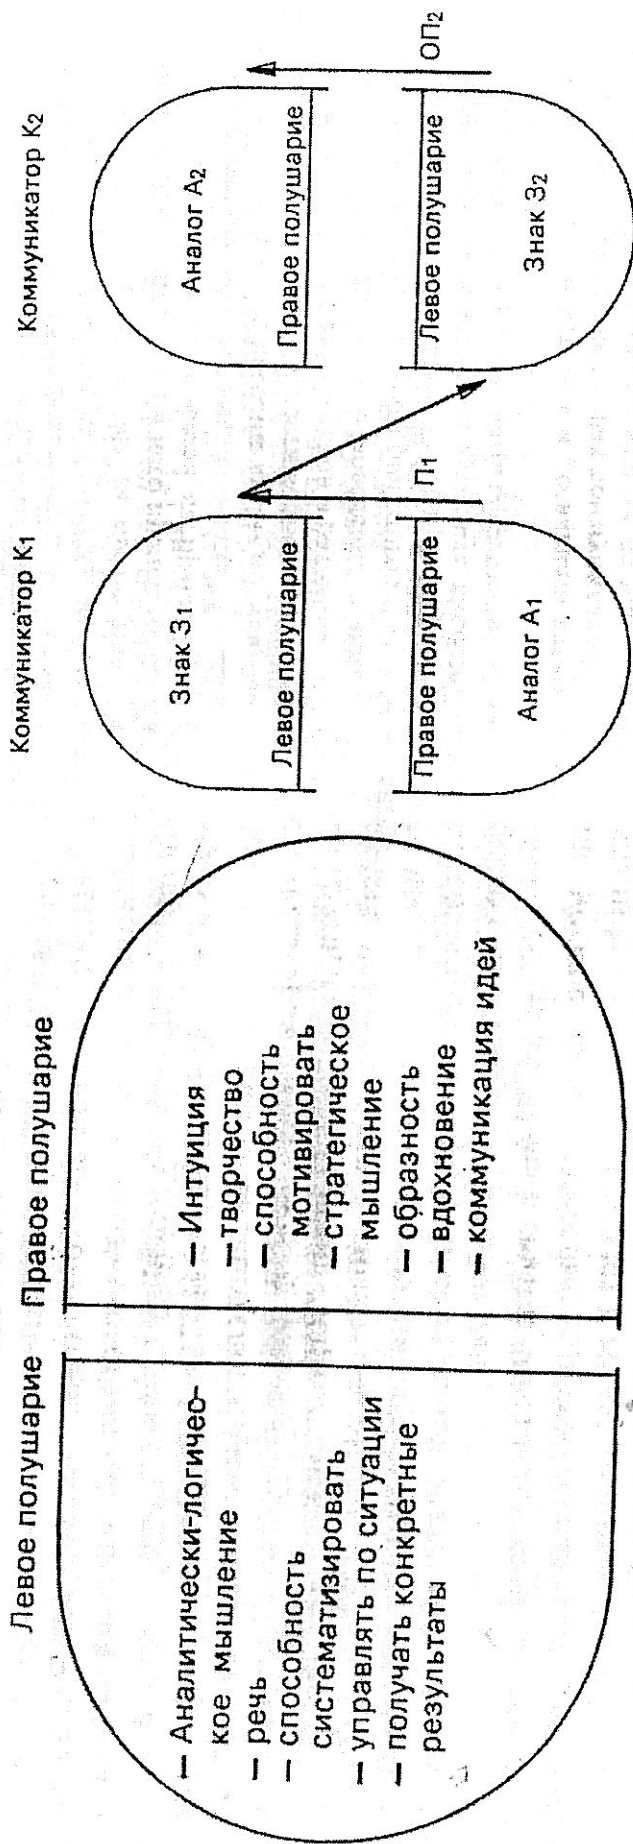 Левое полушарие
— Аналитически-логичес-
кое мышление
— речь
— способность
систематизировать
— управлять по ситуации
— получать конкретные
результаты
Правое полушарие
— Интуиция
— творчество
— способность
мотивировать
— стратегическое
мышление
— образность
— вдохновение
— коммуникация идей
Коммуникатор К1
Знак З1
Левое полушарие
Правое полушарие
Аналог А1
П1
Коммуникатор К2
Аналог А2
Правое полушарие
Левое полушарие
Знак З2
ОП2